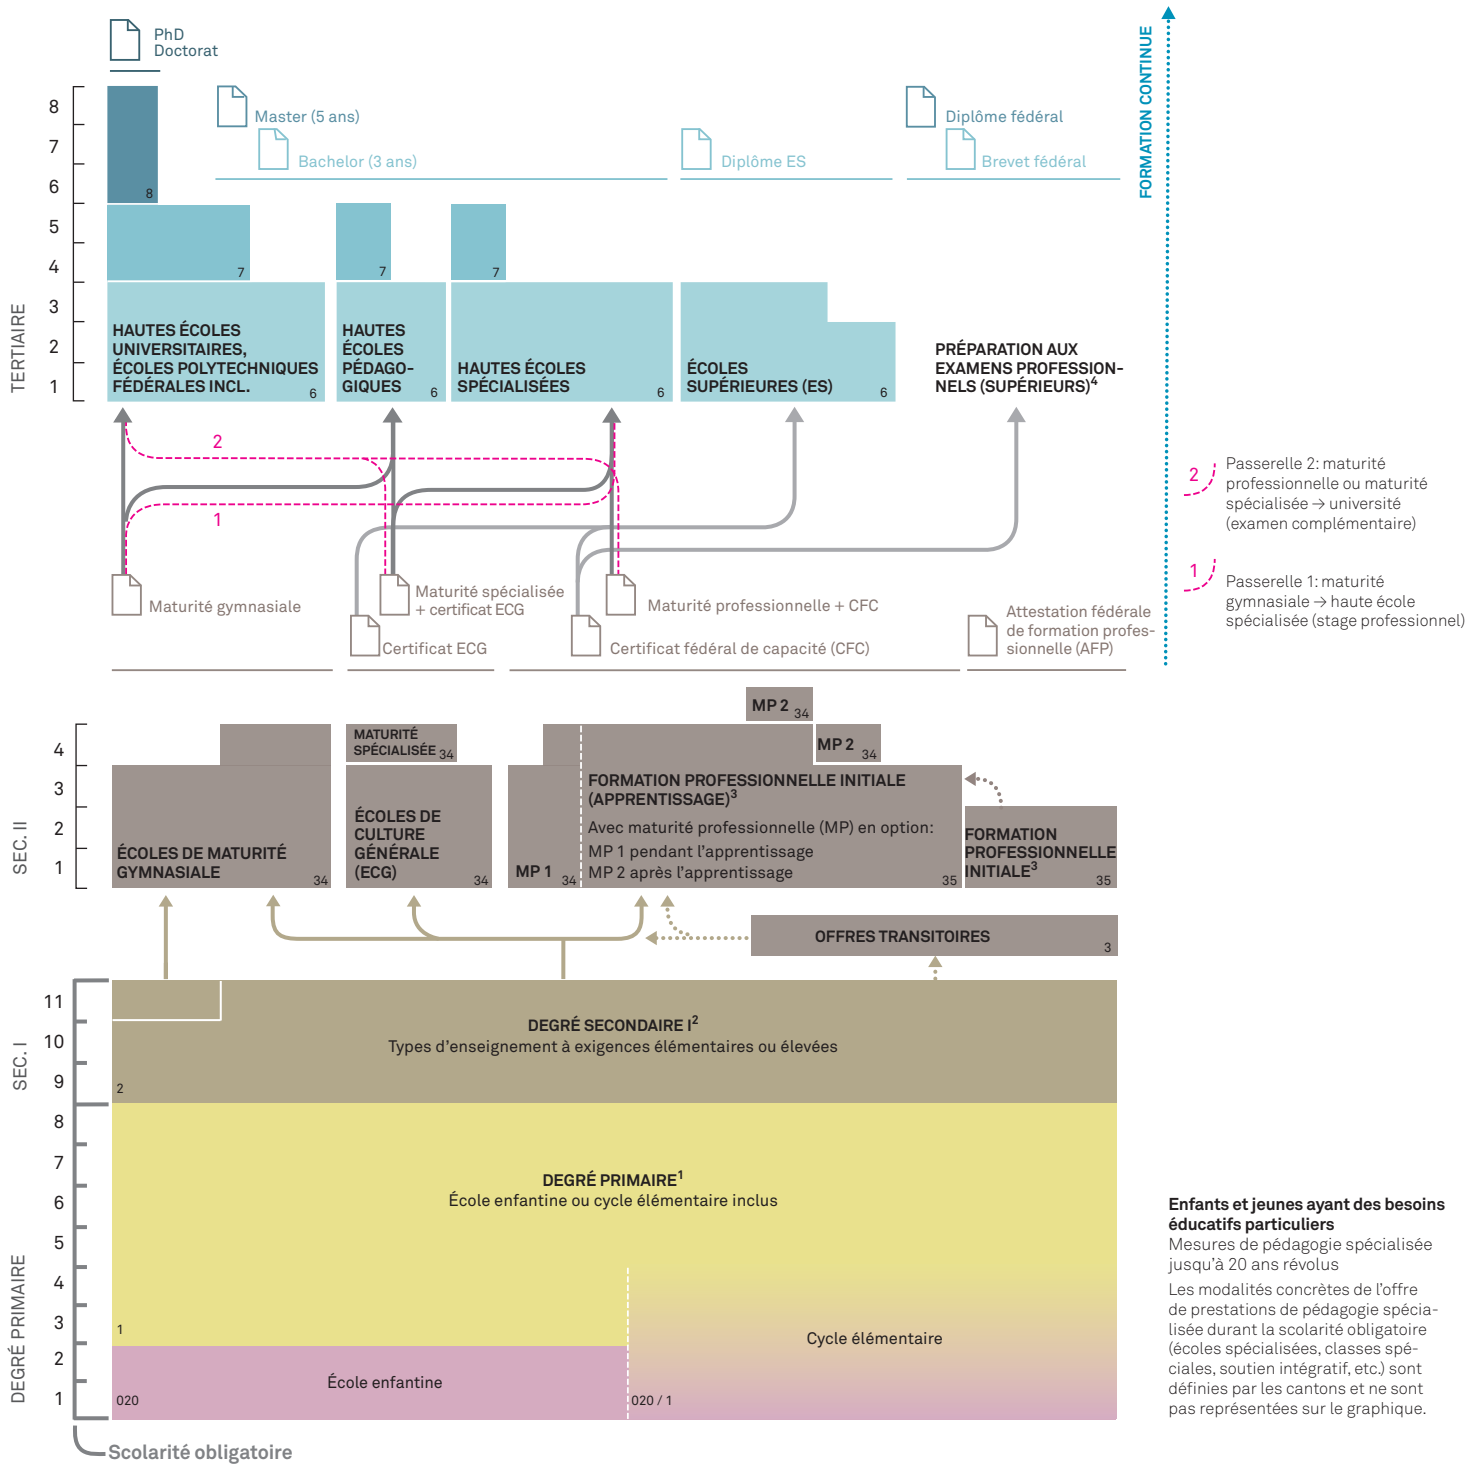 PhD
Doctorat
FORMATION CONTINUE
Master (5 ans)
Bachelor (3 ans)
Diplôme ES
Diplôme fédéral
Brevet fédéral
TERTIAIRE
8
7
6
5
4
3
2
1
8
7
7
7
HAUTES ÉCOLES
UNIVERSITAIRES,
ÉCOLES POLYTECHNIQUES
FÉDÉRALES INCL.
6
HAUTES
ÉCOLES
PÉDAGO-
GIQUES
6
HAUTES ÉCOLES
SPÉCIALISÉES
6
ÉCOLES
SUPÉRIEURES (ES)
6
PRÉPARATION AUX
EXAMENS PROFESSION-
NELS (SUPÉRIEURS)4
2
1
2
Passerelle 2: maturité
professionnelle ou maturité
spécialisée → université
(examen complémentaire)
1
Passerelle 1: maturité
gymnasiale → haute école
spécialisée (stage professionnel)
Maturité gymnasiale
Maturité spécialisée
+ certificat ECG
Certificat ECG
Maturité professionnelle + CFC
Certificat fédéral de capacité (CFC)
Attestation fédérale
de formation profes-
sionnelle (AFP)
SEC. II
4
3
2
1
ÉCOLES DE MATURITÉ
GYMNASIALE
34
MATURITÉ
SPÉCIALISÉE
34
ÉCOLES DE
CULTURE
GÉNÉRALE
(ECG)
34
MP 1
34
MP 2
34
MP 2
34
FORMATION PROFESSIONNELLE INITIALE
(APPRENTISSAGE)3
Avec maturité professionnelle (MP) en option:
MP 1 pendant l'apprentissage
MP 2 après l'apprentissage
35
FORMATION
PROFESSIONNELLE
INITIALE3
35
OFFRES TRANSITOIRES
3
SEC. I
11
10
9
DEGRÉ SECONDAIRE I2
Types d'enseignement à exigences élémentaires ou élevées
2
DEGRÉ PRIMAIRE
8
7
6
5
4
3
2
1
DEGRÉ PRIMAIRE1
École enfantine ou cycle élémentaire inclus
1
École enfantine
020
Cycle élémentaire
020 / 1
Scolarité obligatoire
Enfants et jeunes ayant des besoins
éducatifs particuliers
Mesures de pédagogie spécialisée
jusqu'à 20 ans révolus
Les modalités concrètes de l'offre
de prestations de pédagogie spécia-
lisée durant la scolarité obligatoire
(écoles spécialisées, classes spé-
ciales, soutien intégratif, etc.) sont
définies par les cantons et ne sont
pas représentées sur le graphique.